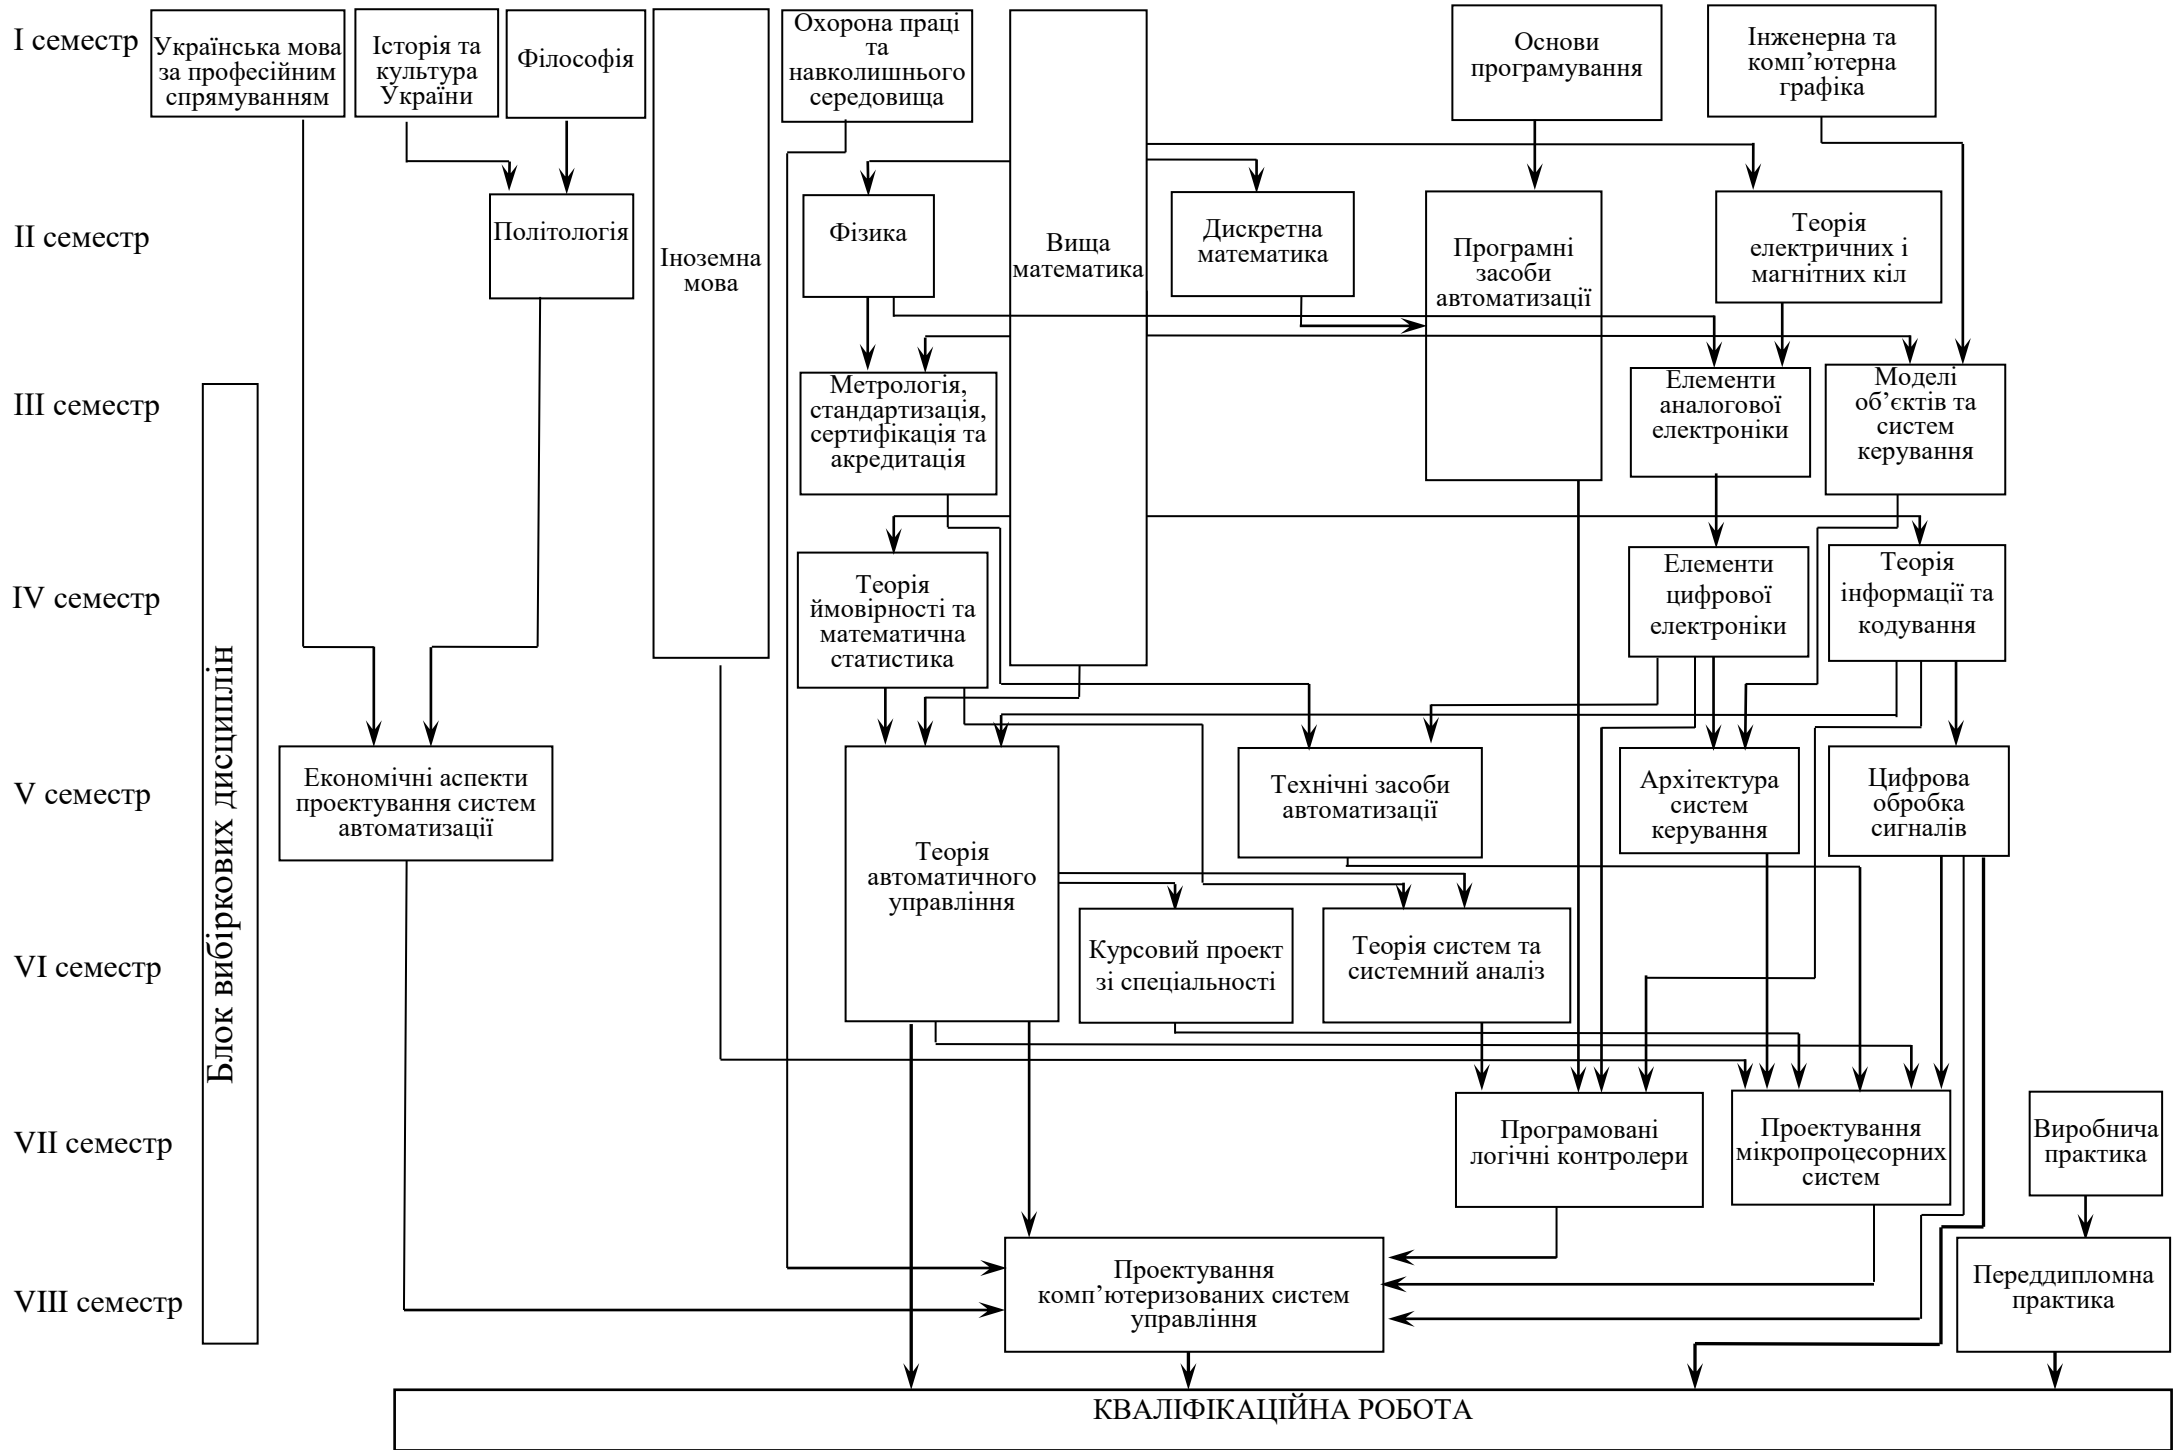 І семестр
Українська мова
за професійним
спрямуванням
Історія та
культура
України
Філософія
Охорона праці
та
навколишнього
середовища
Основи
програмування
Інженерна та
комп’ютерна
графіка
ІІ семестр
Політологія
Іноземна
мова
Фізика
Вища
математика
Дискретна
математика
Програмні
засоби
автоматизації
Теорія
електричних і
магнітних кіл
ІІІ семестр
Метрологія,
стандартизація,
сертифікація та
акредитація
Елементи
аналогової
електроніки
Моделі
об’єктів та
систем
керування
IV семестр
Теорія
ймовірності та
математична
статистика
Елементи
цифрової
електроніки
Теорія
інформації та
кодування
Блок вибіркових дисциплін
V семестр
Економічні аспекти
проектування систем
автоматизації
Теорія
автоматичного
управління
Технічні засоби
автоматизації
Архітектура
систем
керування
Цифрова
обробка
сигналів
VI семестр
Курсовий проект
зі спеціальності
Теорія систем та
системний аналіз
VII семестр
Програмовані
логічні контролери
Проектування
мікропроцесорних
систем
Виробнича
практика
VIII семестр
Проектування
комп’ютеризованих систем
управління
Переддипломна
практика
КВАЛІФІКАЦІЙНА РОБОТА